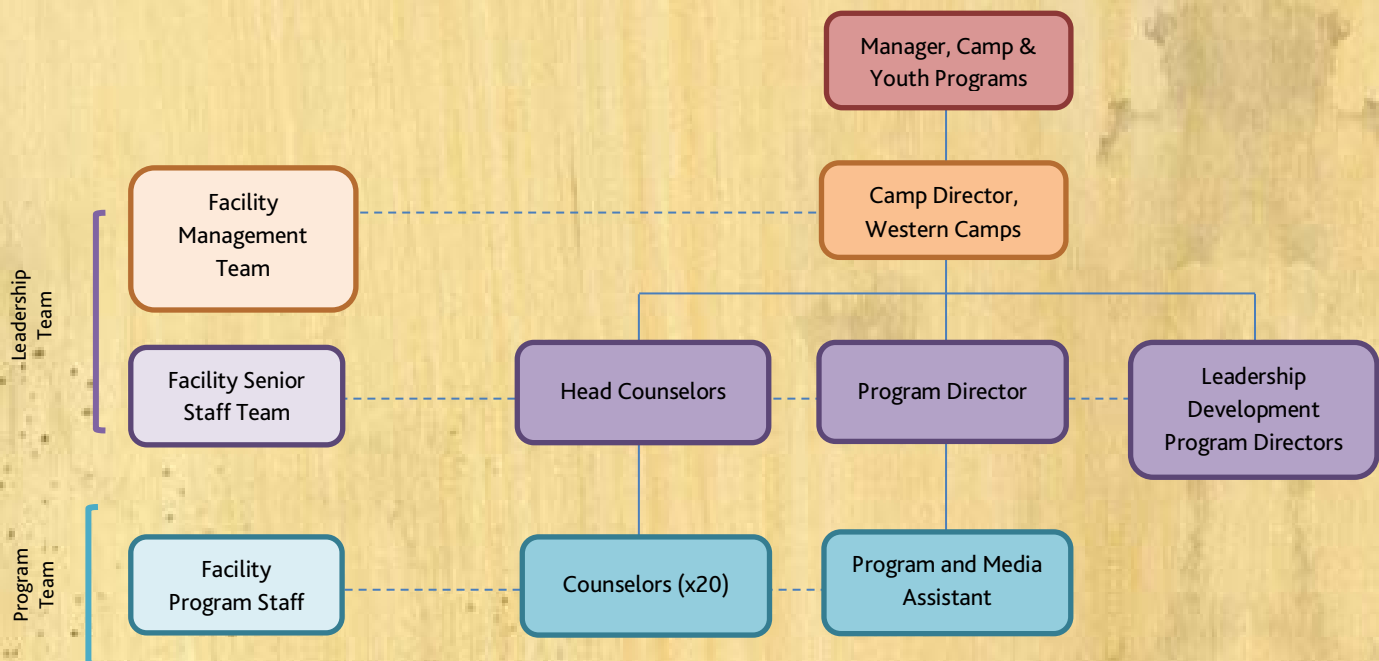 Manager, Camp &
Youth Programs
Facility
Management
Team
Camp Director,
Western Camps
Leadership
Team
Facility Senior
Staff Team
Head Counselors
Program Director
Leadership
Development
Program Directors
Program
Team
Facility
Program Staff
Counselors (x20)
Program and Media
Assistant